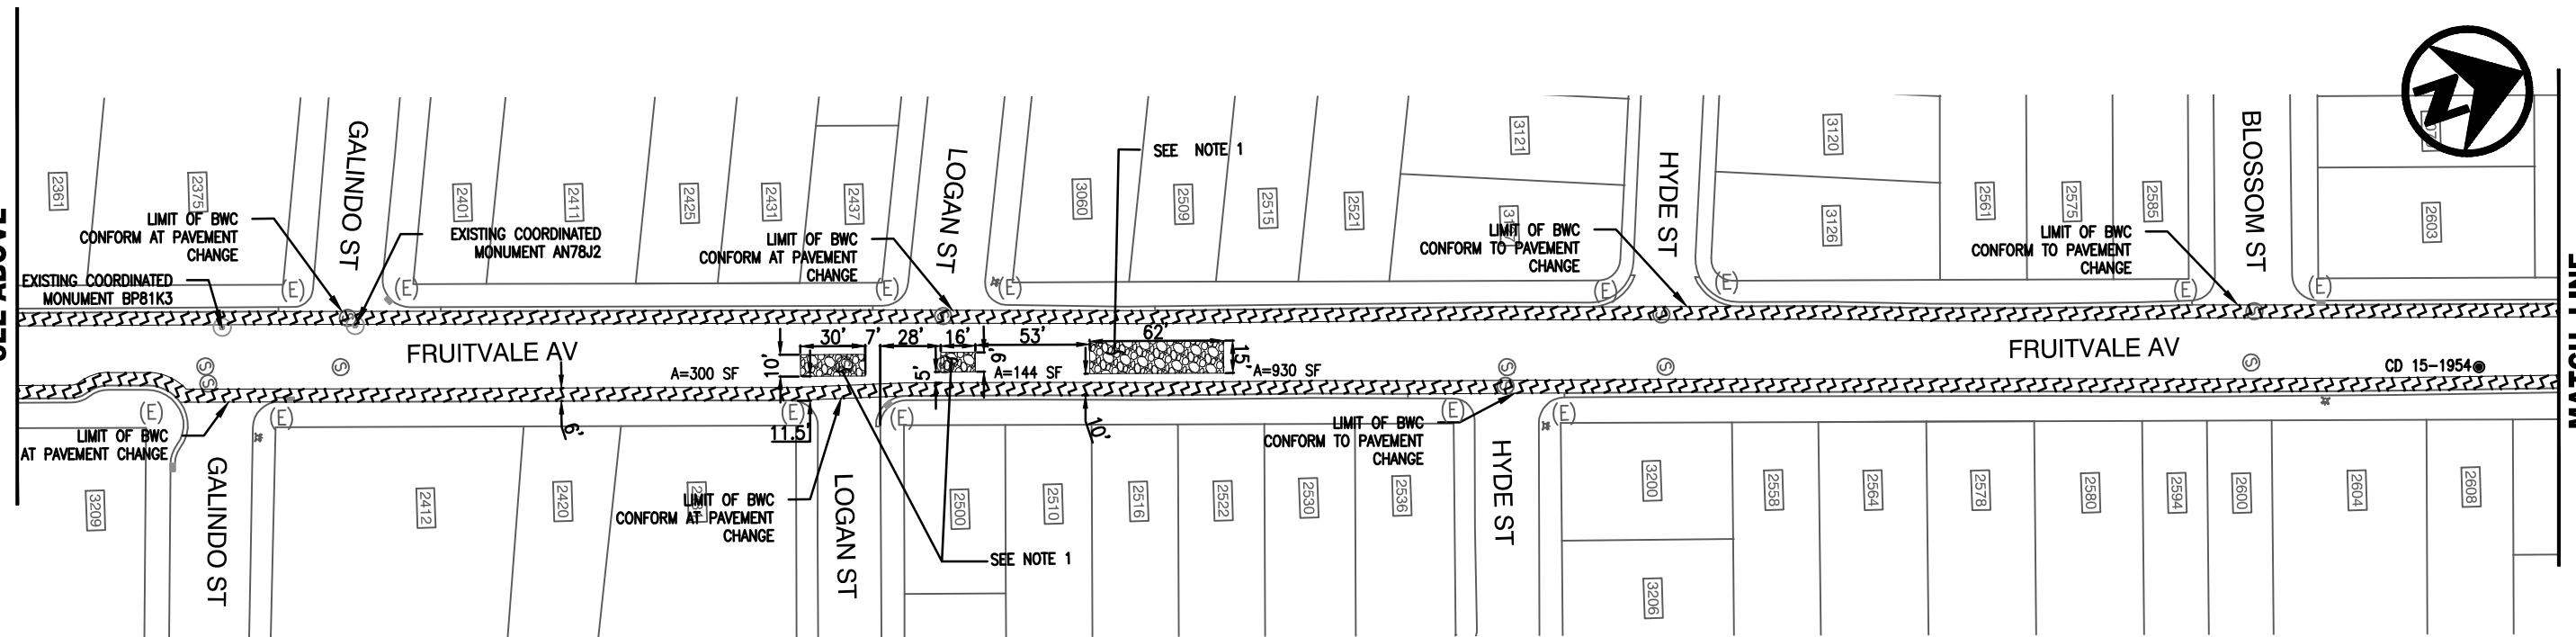 N
2361
2375
GALINDO ST
LIMIT OF BWC
CONFORM AT PAVEMENT
CHANGE
EXISTING COORDINATED
MONUMENT AN78J2
EXISTING COORDINATED
MONUMENT BP81K3
2401
2411
2425
2431
2437
LOGAN ST
LIMIT OF BWC
CONFORM AT PAVEMENT
CHANGE
SEE NOTE 1
3060
2509
2515
2521
3121
HYDE ST
LIMIT OF BWC
CONFORM TO PAVEMENT
CHANGE
3120
3126
2561
2575
2585
BLOSSOM ST
LIMIT OF BWC
CONFORM TO PAVEMENT
CHANGE
2603
(E)
(E)
(E)
(E)
(E)
(E)
(E)
(E)
S
S
S
S
FRUITVALE AV
30'
7'
28'
16'
53'
62'
10'
5'
9'
15'
A=300 SF
A=144 SF
A=930 SF
FRUITVALE AV
CD 15-1954
S
S
S
S
S
S
S
(E)
(E)
(E)
(E)
(E)
(E)
6'
11.5'
10'
LIMIT OF BWC
AT PAVEMENT CHANGE
GALINDO ST
3209
2412
2420
LIMIT OF BWC
CONFORM AT PAVEMENT
CHANGE
LOGAN ST
SEE NOTE 1
2500
2510
2516
2522
2530
2536
LIMIT OF BWC
CONFORM TO PAVEMENT
CHANGE
HYDE ST
3200
3206
2558
2564
2578
2580
2594
2600
2604
2608